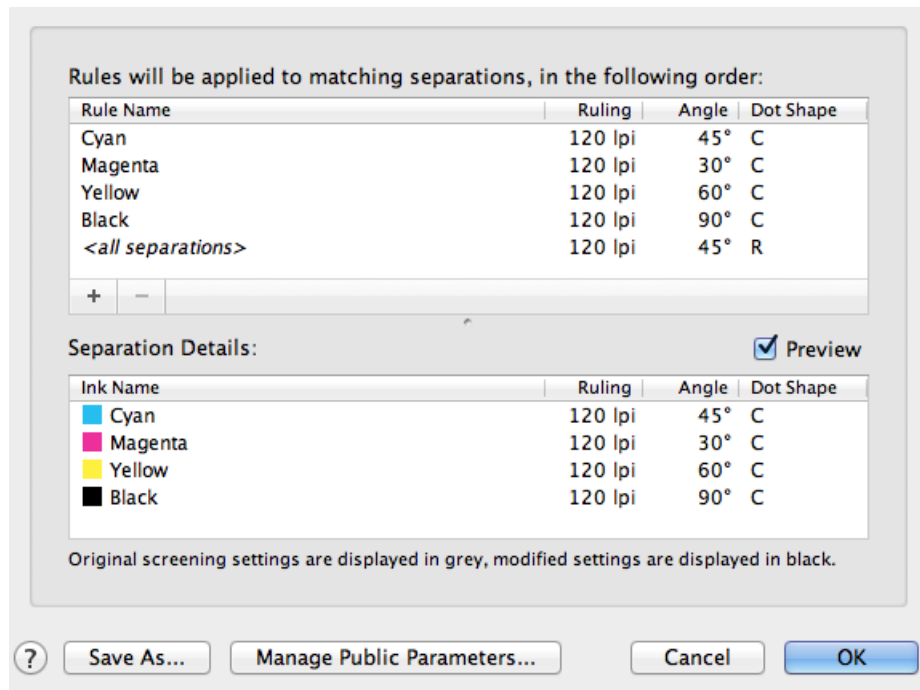 Rules will be applied to matching separations, in the following order:
Rule Name Ruling Angle Dot Shape
Cyan 120 lpi 45° C
Magenta 120 lpi 30° C
Yellow 120 lpi 60° C
Black 120 lpi 90° C
<all separations> 120 lpi 45° R
+ −
Separation Details: Preview
Ink Name Ruling Angle Dot Shape
Cyan 120 lpi 45° C
Magenta 120 lpi 30° C
Yellow 120 lpi 60° C
Black 120 lpi 90° C
Original screening settings are displayed in grey, modified settings are displayed in black.
? Save As... Manage Public Parameters... Cancel OK